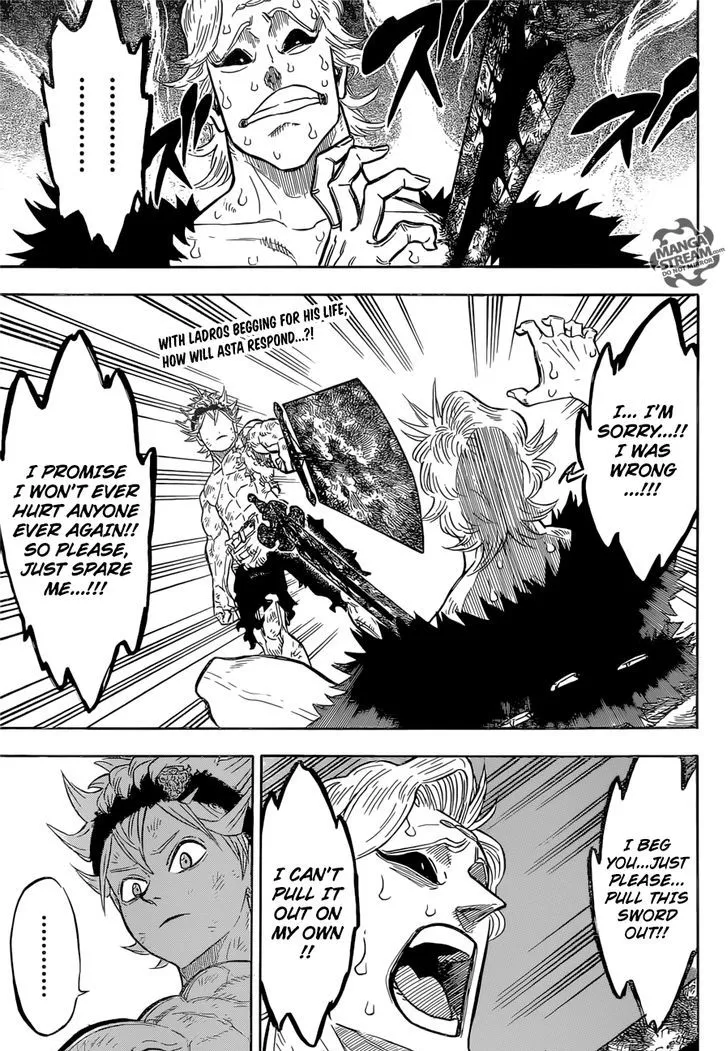 ..........
MANGA
STREAM.com
DO NOT MIRROR
WITH LADROS BEGGING FOR HIS LIFE,
HOW WILL ASTA RESPOND...?!
I... I'M
SORRY...!!
I WAS
WRONG
...!!!
I PROMISE
I WON'T EVER
HURT ANYONE
EVER AGAIN!!
SO PLEASE,
JUST SPARE
ME...!!!
I BEG
YOU...JUST
PLEASE...
PULL THIS
SWORD
OUT!!
I CAN'T
PULL IT
OUT ON
MY OWN
!!
........